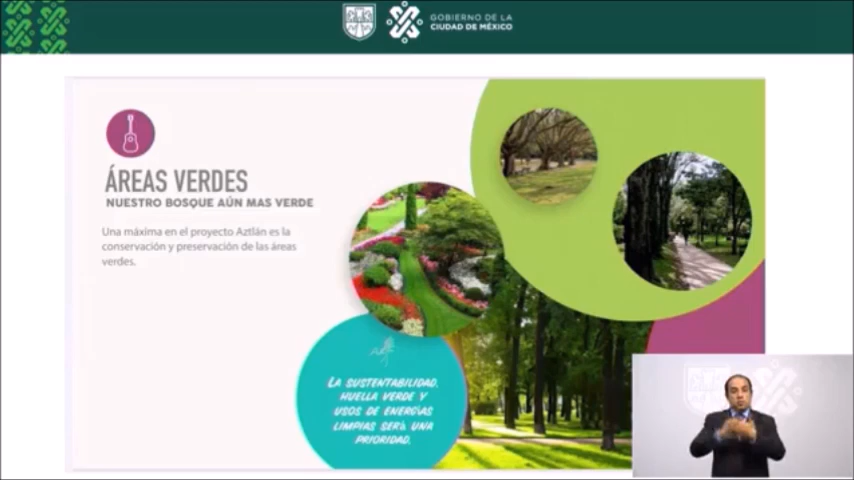 GOBIERNO DE LA
CIUDAD DE MÉXICO
ÁREAS VERDES
NUESTRO BOSQUE AÚN MAS VERDE
Una máxima en el proyecto Aztlán es la
conservación y preservación de las áreas
verdes.
LA SUSTENTABILIDAD,
HUELLA VERDE Y
USOS DE ENERGÍAS
LIMPIAS SERÁ UNA
PRIORIDAD.